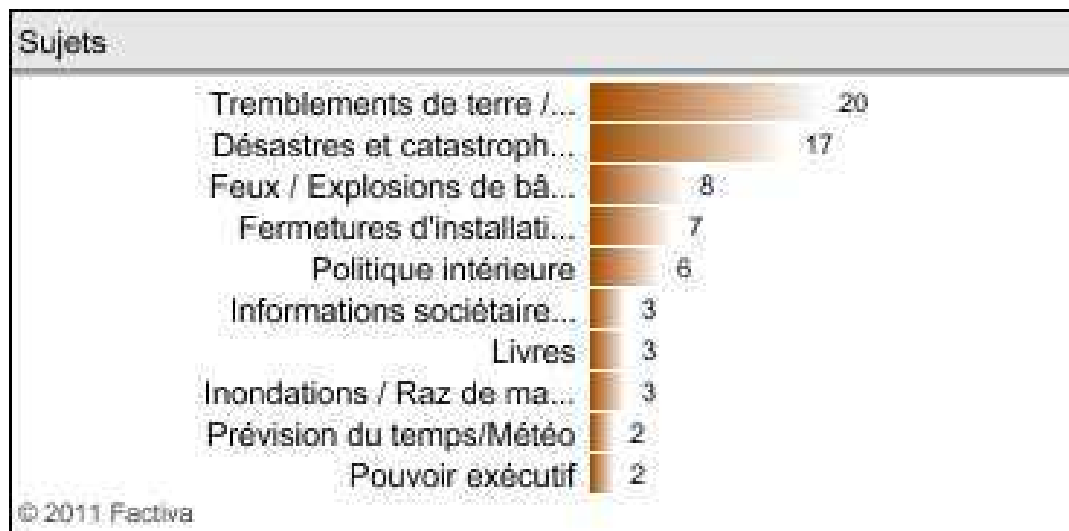 Sujets
Tremblements de terre /... 20
Désastres et catastroph... 17
Feux / Explosions de bâ... 8
Fermetures d'installati... 7
Politique intérieure 6
Informations sociétaire... 3
Livres 3
Inondations / Raz de ma... 3
Prévision du temps/Météo 2
Pouvoir exécutif 2
© 2011 Factiva